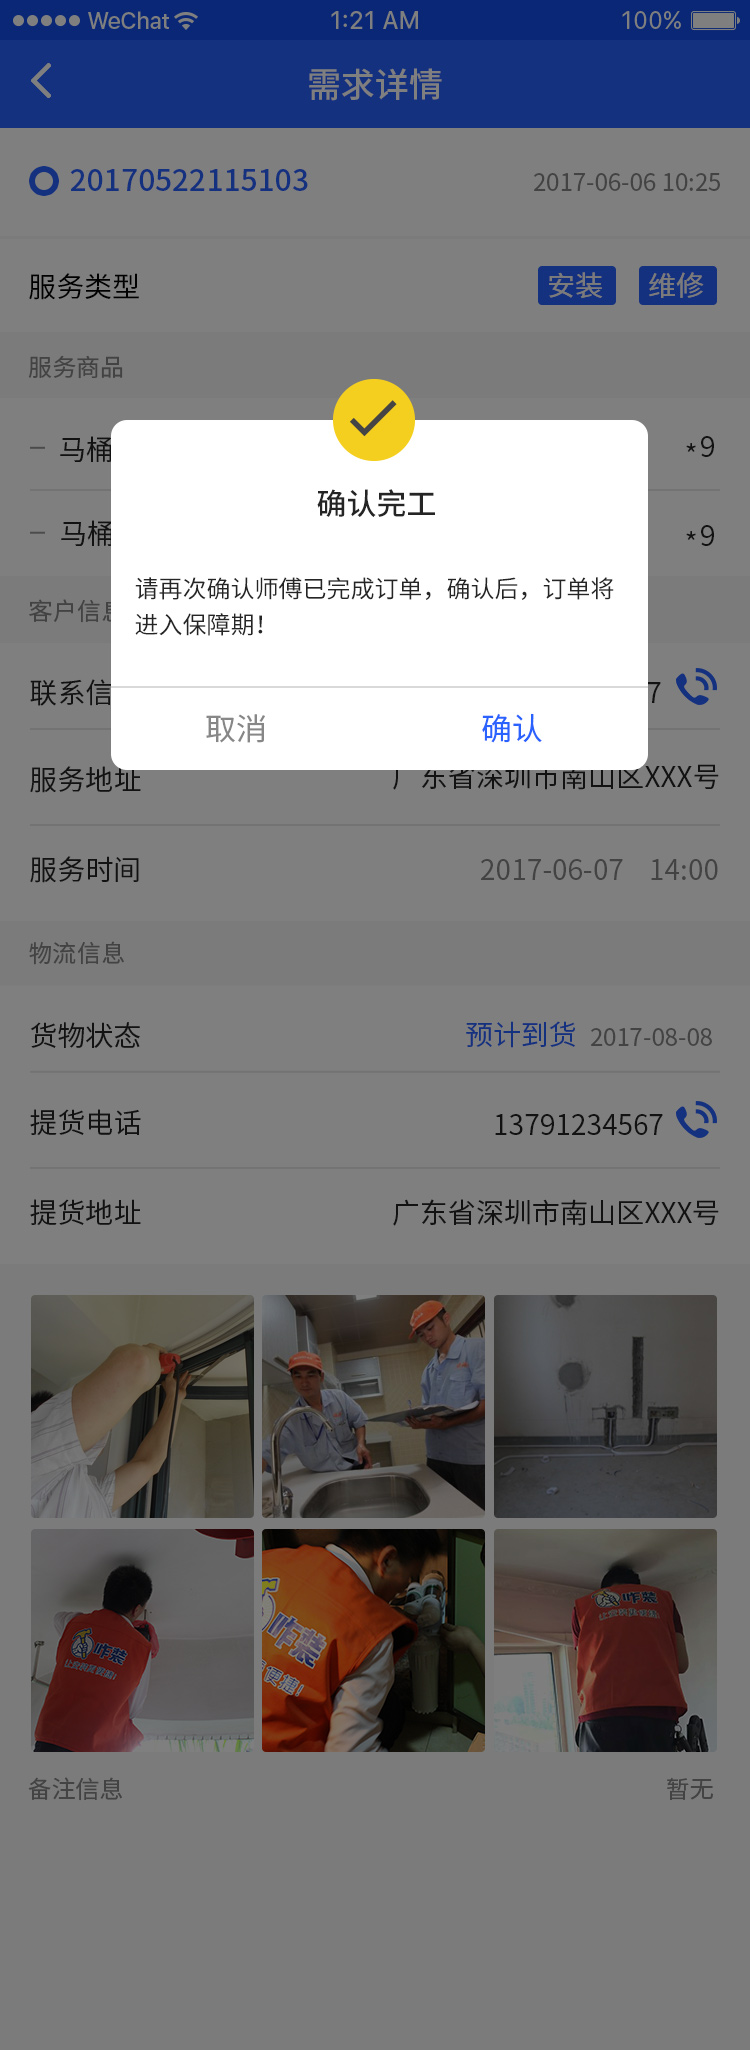 WeChat 1:21 AM 100%
需求详情
20170522115103 2017-06-06 10:25
服务类型 安装 维修
服务商品
马桶 *9
确认完工
马桶 *9
请再次确认师傅已完成订单，确认后，订单将
客户信息
进入保障期！
联系信 7
取消 确认
服务地址 广东省深圳市南山区XXX号
服务时间 2017-06-07 14:00
物流信息
货物状态 预计到货 2017-08-08
提货电话 13791234567
提货地址 广东省深圳市南山区XXX号
咋装
咋装
便捷!
咋装
备注信息 暂无